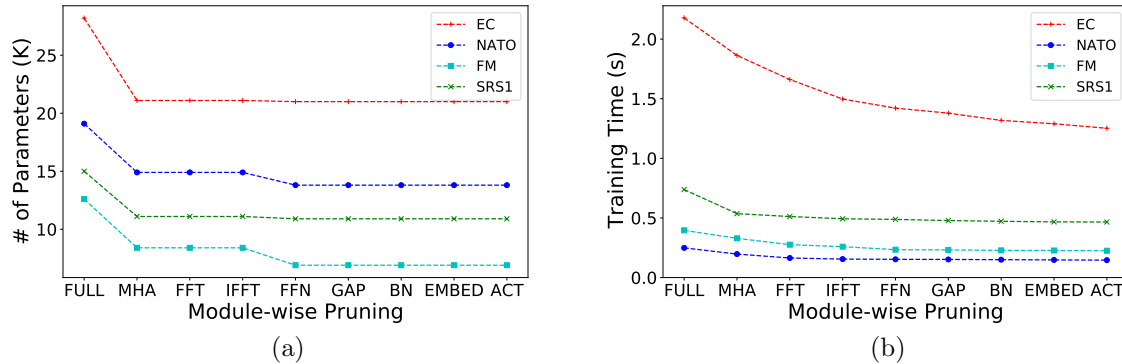 # of Parameters (K)
25
20
15
10
EC
NATO
FM
SRS1
FULL MHA FFT IFFT FFN GAP BN EMBED ACT
Module-wise Pruning
(a)
Training Time (s)
2.0
1.5
1.0
0.5
0.0
EC
NATO
FM
SRS1
FULL MHA FFT IFFT FFN GAP BN EMBED ACT
Module-wise Pruning
(b)